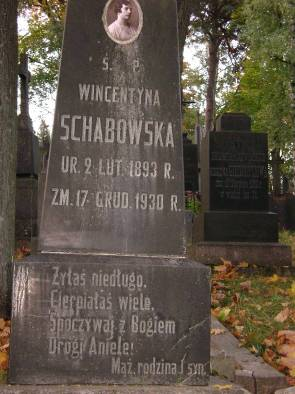 Ś. P.
WINCENTYNA
SCHABOWSKA
UR. 2 LUT. 1893 R.
ZM. 17 GRUD. 1930 R.
Żyłaś niedługo,
Cierpiałaś wiele,
Spoczywaj z Bogiem
Drogi Aniele!
Mąż, rodzina i syn.